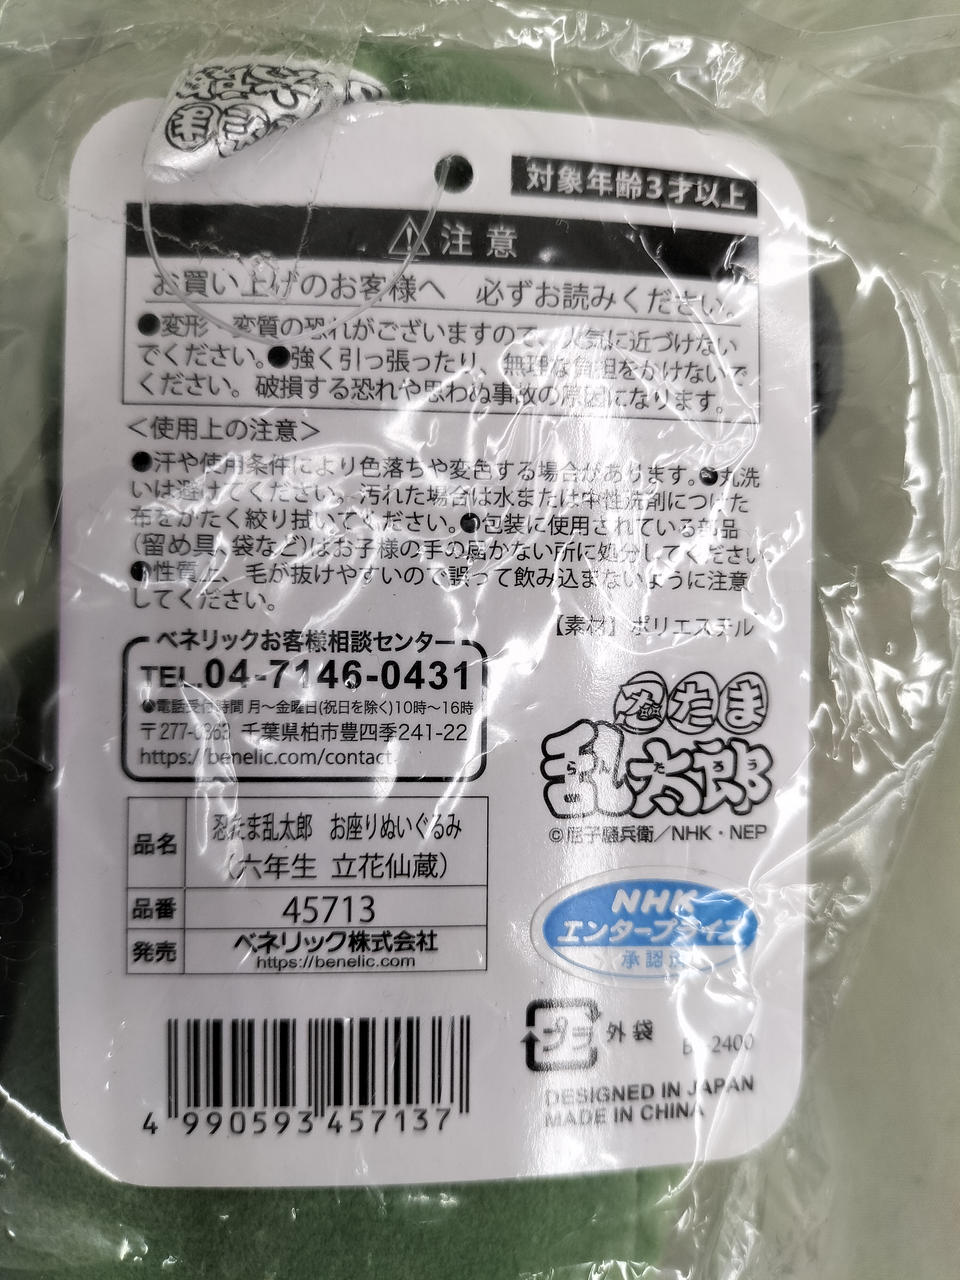 対象年齢3才以上
注意
お買い上げのお客様へ 必ずお読みください。
●変形・変質の恐れがございますので、火気に近づけない
でください。●強く引っ張ったり、無理な負担をかけないで
ください。破損する恐れや思わぬ事故の原因になります。
＜使用上の注意＞
●汗や使用条件により色落ちや変色する場合があります。●丸洗
いは避けてください。汚れた場合は水または中性洗剤につけた
布をかたく絞り拭いてください。●包装に使用されている部品
(留め具、袋など)はお子様の手の届かない所に処分してください
●性質上、毛が抜けやすいので誤って飲み込まないように注意
してください。
【素材】ポリエステル
ベネリックお客様相談センター
TEL.04-7146-0431
●電話受付時間 月〜金曜日(祝日を除く)10時〜16時
〒277-0863 千葉県柏市豊四季241-22
https://benelic.com/contact
忍たま
乱太郎
らんたろう
©尼子騒兵衛／NHK・NEP
品名 忍たま乱太郎 お座りぬいぐるみ
（六年生 立花仙蔵）
品番 45713
発売 ベネリック株式会社
https://benelic.com
NHK
エンタープライズ
承認済
プラ 外袋
2400
DESIGNED IN JAPAN
MADE IN CHINA
4 990593 457137